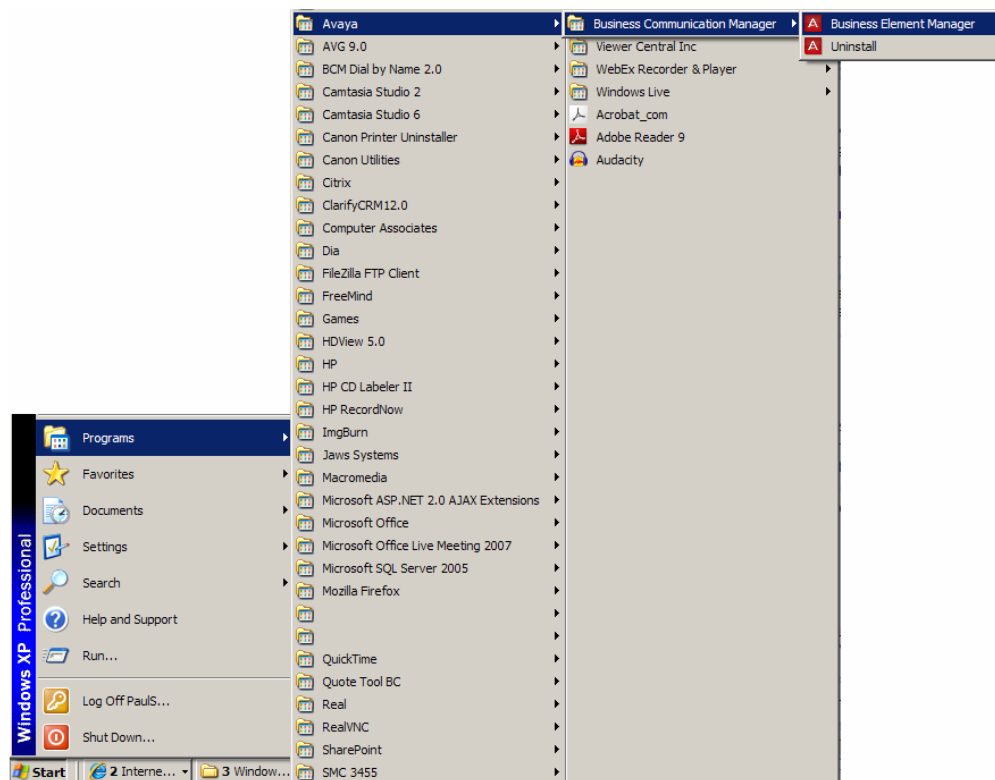 Avaya
AVG 9.0
BCM Dial by Name 2.0
Camtasia Studio 2
Camtasia Studio 6
Canon Printer Uninstaller
Canon Utilities
Citrix
ClarifyCRM12.0
Computer Associates
Dia
FileZilla FTP Client
FreeMind
Games
HDView 5.0
HP
HP CD Labeler II
HP RecordNow
ImgBurn
Jaws Systems
Macromedia
Microsoft ASP.NET 2.0 AJAX Extensions
Microsoft Office
Microsoft Office Live Meeting 2007
Microsoft SQL Server 2005
Mozilla Firefox
QuickTime
Quote Tool BC
Real
RealVNC
SharePoint
SMC 3455
Business Communication Manager
Viewer Central Inc
WebEx Recorder & Player
Windows Live
Acrobat_com
Adobe Reader 9
Audacity
Business Element Manager
Uninstall
Programs
Favorites
Documents
Settings
Search
Help and Support
Run...
Log Off PaulS...
Shut Down...
Windows XP Professional
Start
2 Interne...
3 Window...